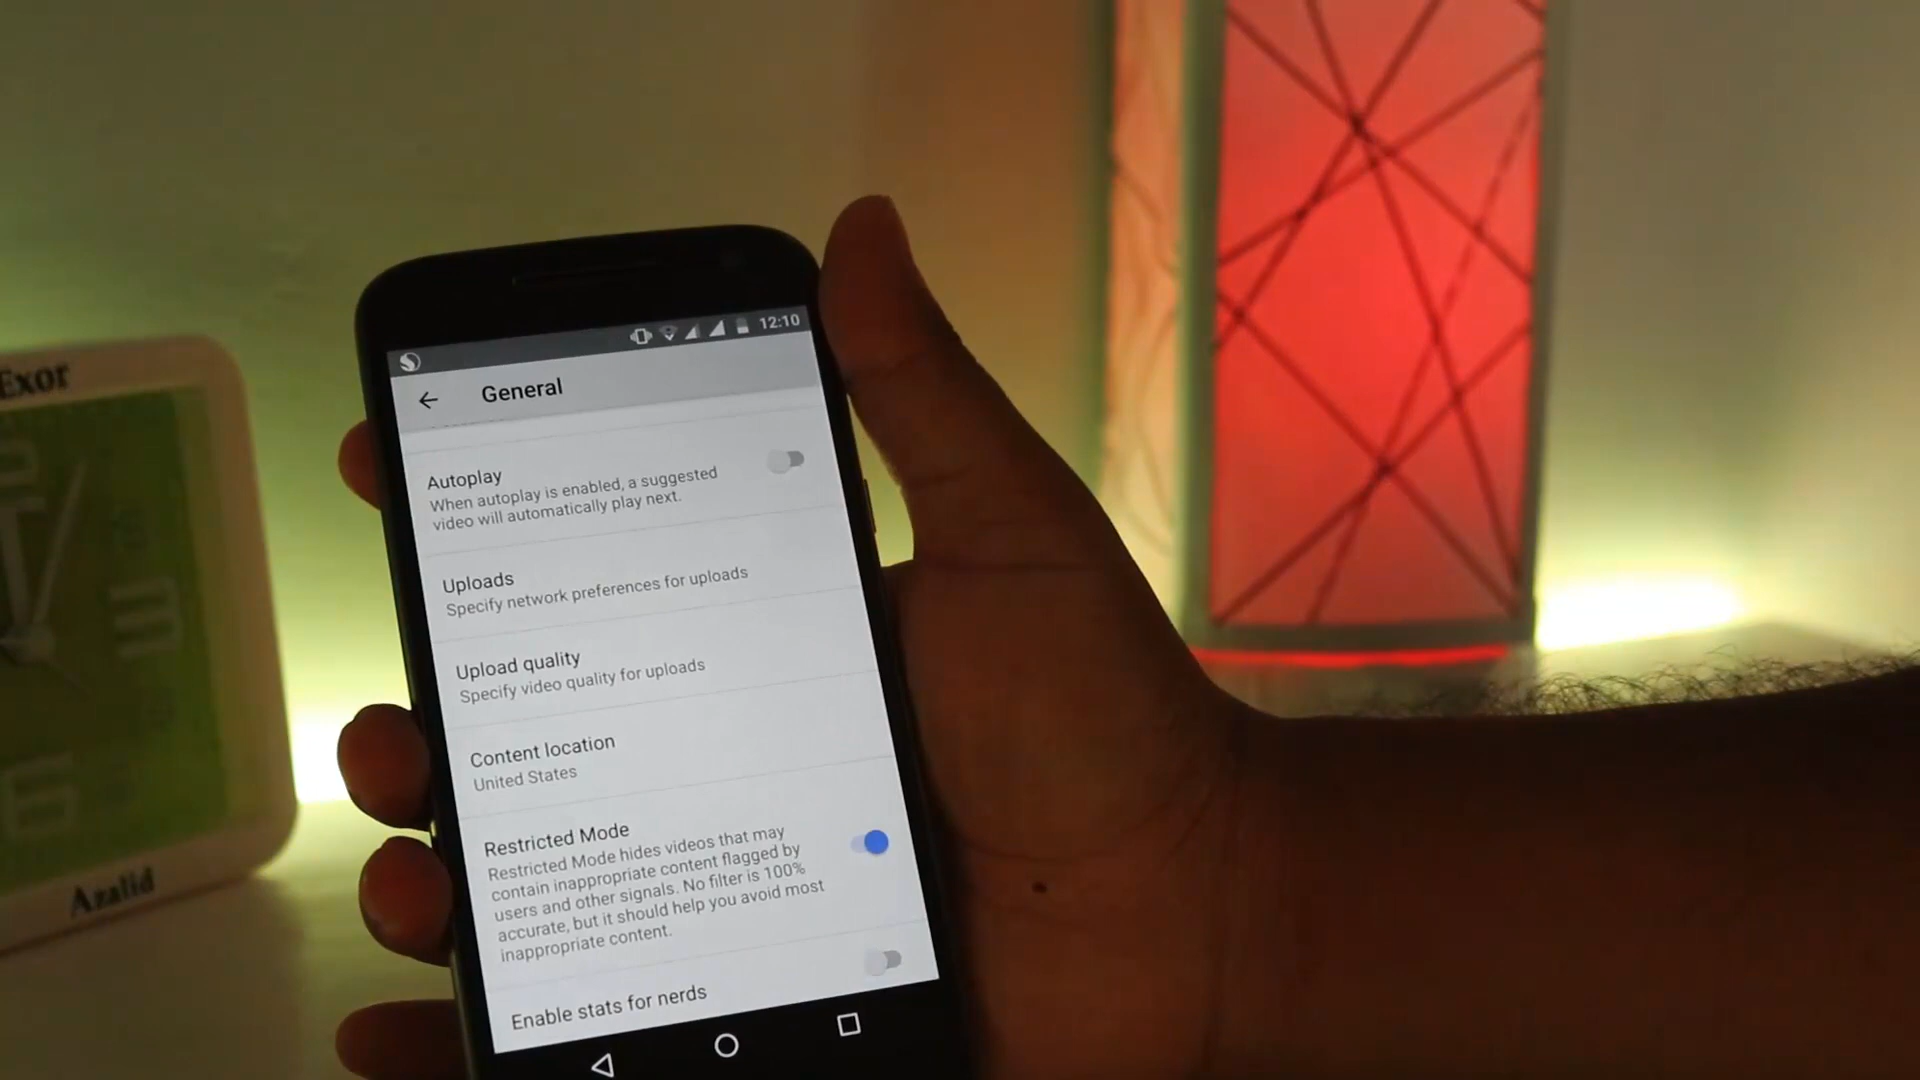 Exor
Azalid
12:10
General
Autoplay
When autoplay is enabled, a suggested
video will automatically play next.
Uploads
Specify network preferences for uploads
Upload quality
Specify video quality for uploads
Content location
United States
Restricted Mode
Restricted Mode hides videos that may
contain inappropriate content flagged by
users and other signals. No filter is 100%
accurate, but it should help you avoid most
inappropriate content.
Enable stats for nerds